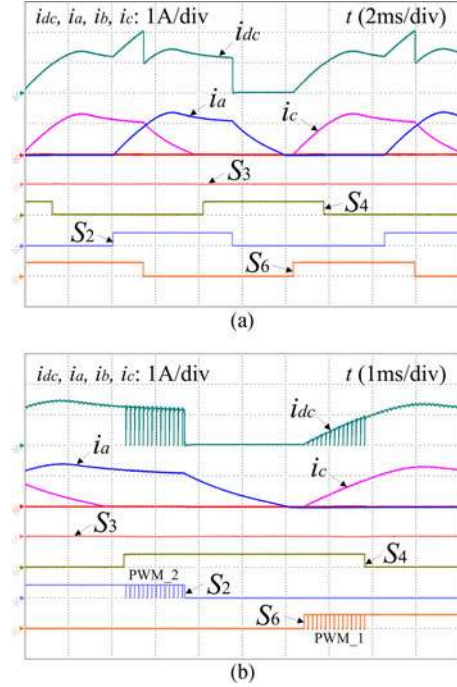 idc, ia, ib, ic: 1A/div t (2ms/div)
idc
ia ic
S3
S4
S2
S6
(a)
idc, ia, ib, ic: 1A/div t (1ms/div)
idc
ia
ic
S3
S4
PWM_2
S2
S6
PWM_1
(b)